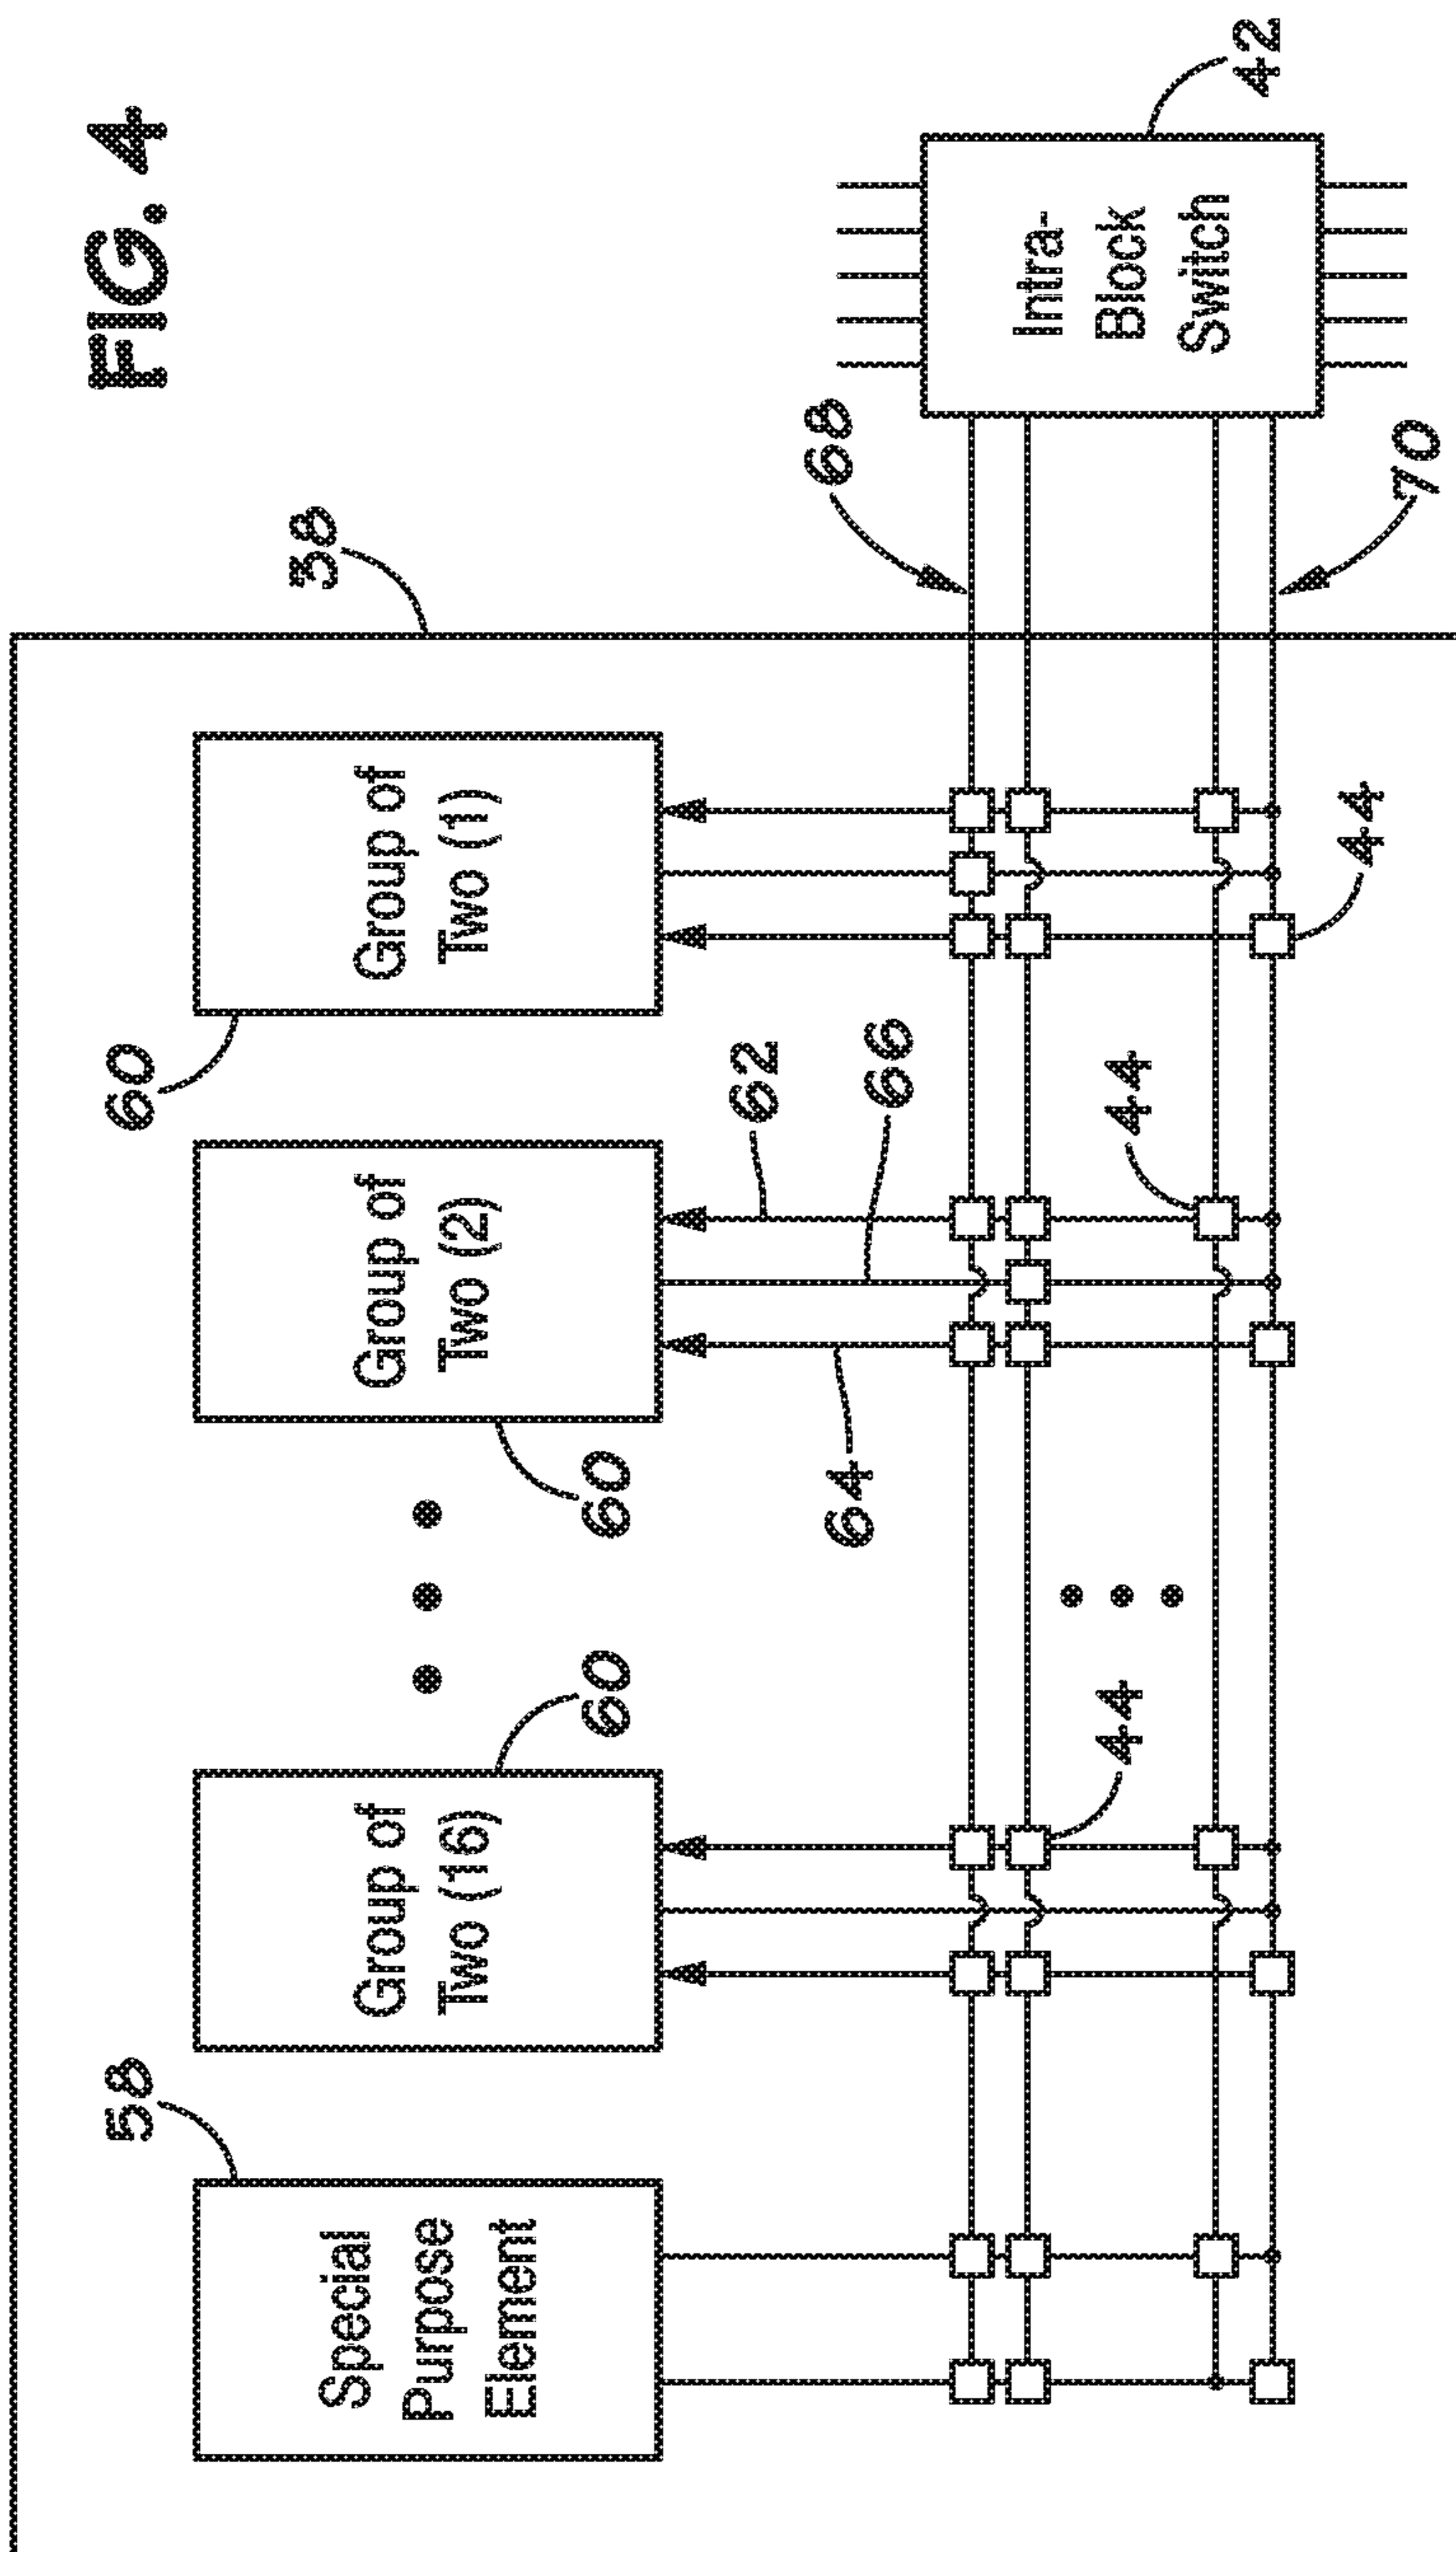 FIG. 4
38
58
Special
Purpose
Element
60
Group of
Two (16)
60
Group of
Two (2)
60
Group of
Two (1)
62
64
66
68
44
44
44
70
Intra-
Block
Switch
42